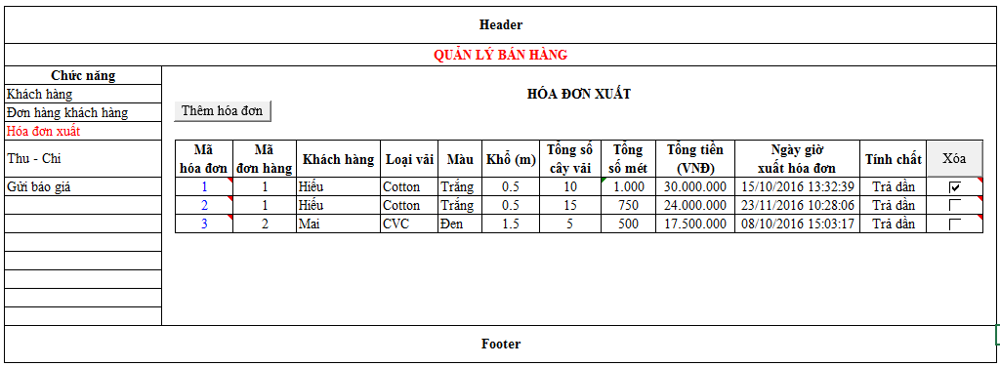 Header
QUẢN LÝ BÁN HÀNG
Chức năng
Khách hàng
Đơn hàng khách hàng
Hóa đơn xuất
Thu - Chi
Gửi báo giá
HÓA ĐƠN XUẤT
Thêm hóa đơn
Mã hóa đơn Mã đơn hàng Khách hàng Loại vải Màu Khổ (m) Tổng số cây vải Tổng số mét Tổng tiền (VNĐ) Ngày giờ xuất hóa đơn Tính chất Xóa
1 1 Hiếu Cotton Trắng 0.5 10 1.000 30.000.000 15/10/2016 13:32:39 Trả dần
2 1 Hiếu Cotton Trắng 0.5 15 750 24.000.000 23/11/2016 10:28:06 Trả dần
3 2 Mai CVC Đen 1.5 5 500 17.500.000 08/10/2016 15:03:17 Trả dần
Footer